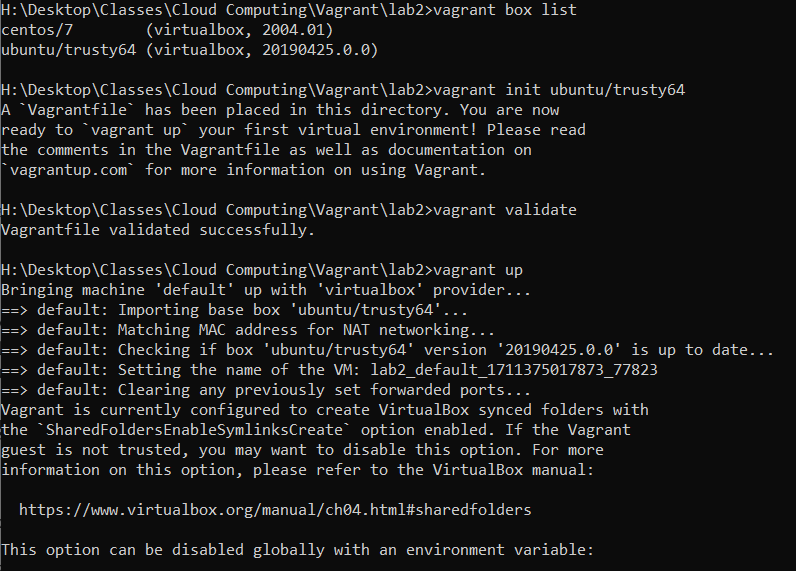 H:\Desktop\Classes\Cloud Computing\Vagrant\lab2>vagrant box list
centos/7        (virtualbox, 2004.01)
ubuntu/trusty64 (virtualbox, 20190425.0.0)
H:\Desktop\Classes\Cloud Computing\Vagrant\lab2>vagrant init ubuntu/trusty64
A `Vagrantfile` has been placed in this directory. You are now
ready to `vagrant up` your first virtual environment! Please read
the comments in the Vagrantfile as well as documentation on
`vagrantup.com` for more information on using Vagrant.
H:\Desktop\Classes\Cloud Computing\Vagrant\lab2>vagrant validate
Vagrantfile validated successfully.
H:\Desktop\Classes\Cloud Computing\Vagrant\lab2>vagrant up
Bringing machine 'default' up with 'virtualbox' provider...
==> default: Importing base box 'ubuntu/trusty64'...
==> default: Matching MAC address for NAT networking...
==> default: Checking if box 'ubuntu/trusty64' version '20190425.0.0' is up to date...
==> default: Setting the name of the VM: lab2_default_1711375017873_77823
==> default: Clearing any previously set forwarded ports...
Vagrant is currently configured to create VirtualBox synced folders with
the `SharedFoldersEnableSymlinksCreate` option enabled. If the Vagrant
guest is not trusted, you may want to disable this option. For more
information on this option, please refer to the VirtualBox manual:
  https://www.virtualbox.org/manual/ch04.html#sharedfolders
This option can be disabled globally with an environment variable: